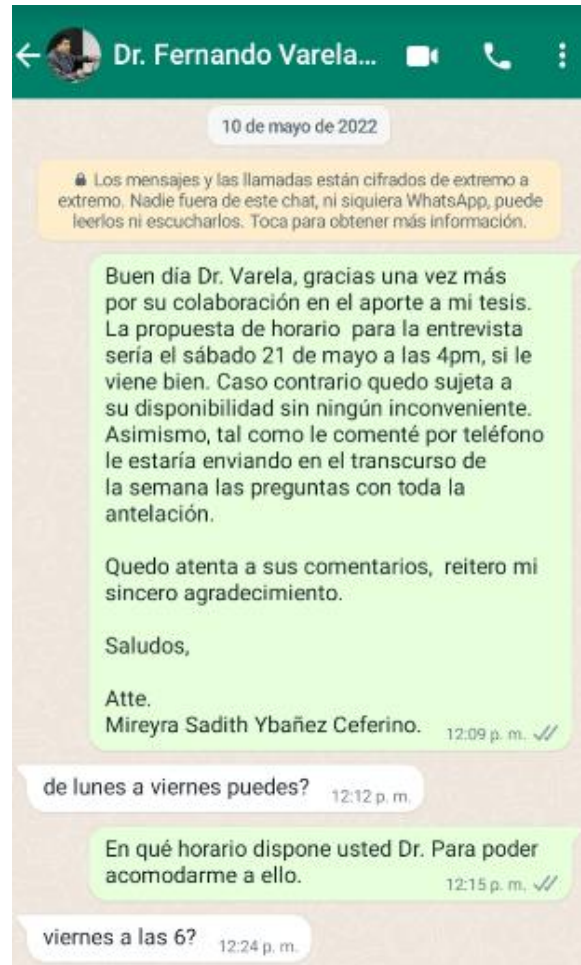 Dr. Fernando Varela...
10 de mayo de 2022
Los mensajes y las llamadas están cifrados de extremo a
extremo. Nadie fuera de este chat, ni siquiera WhatsApp, puede
leerlos ni escucharlos. Toca para obtener más información.
Buen día Dr. Varela, gracias una vez más
por su colaboración en el aporte a mi tesis.
La propuesta de horario para la entrevista
sería el sábado 21 de mayo a las 4pm, si le
viene bien. Caso contrario quedo sujeta a
su disponibilidad sin ningún inconveniente.
Asimismo, tal como le comenté por teléfono
le estaría enviando en el transcurso de
la semana las preguntas con toda la
antelación.
Quedo atenta a sus comentarios, reitero mi
sincero agradecimiento.
Saludos,
Atte.
Mireyra Sadith Ybañez Ceferino. 12:09 p. m.
de lunes a viernes puedes? 12:12 p. m.
En qué horario dispone usted Dr. Para poder
acomodarme a ello. 12:15 p. m.
viernes a las 6? 12:24 p. m.